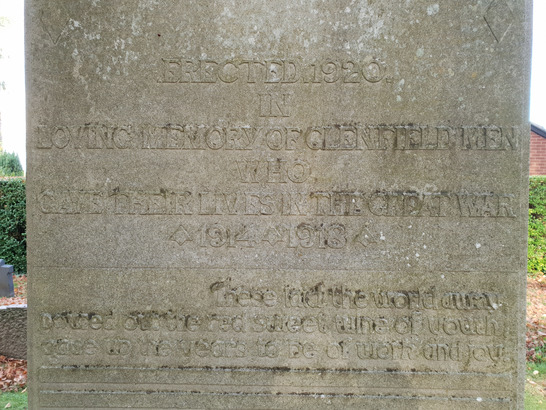 ERECTED 1920.
IN
LOVING MEMORY OF GLENFIELD MEN
WHO
GAVE THEIR LIVES IN THE GREAT WAR
1914 1918
These laid the world away,
poured out the red sweet wine of youth,
gave up the years to be of work and joy,